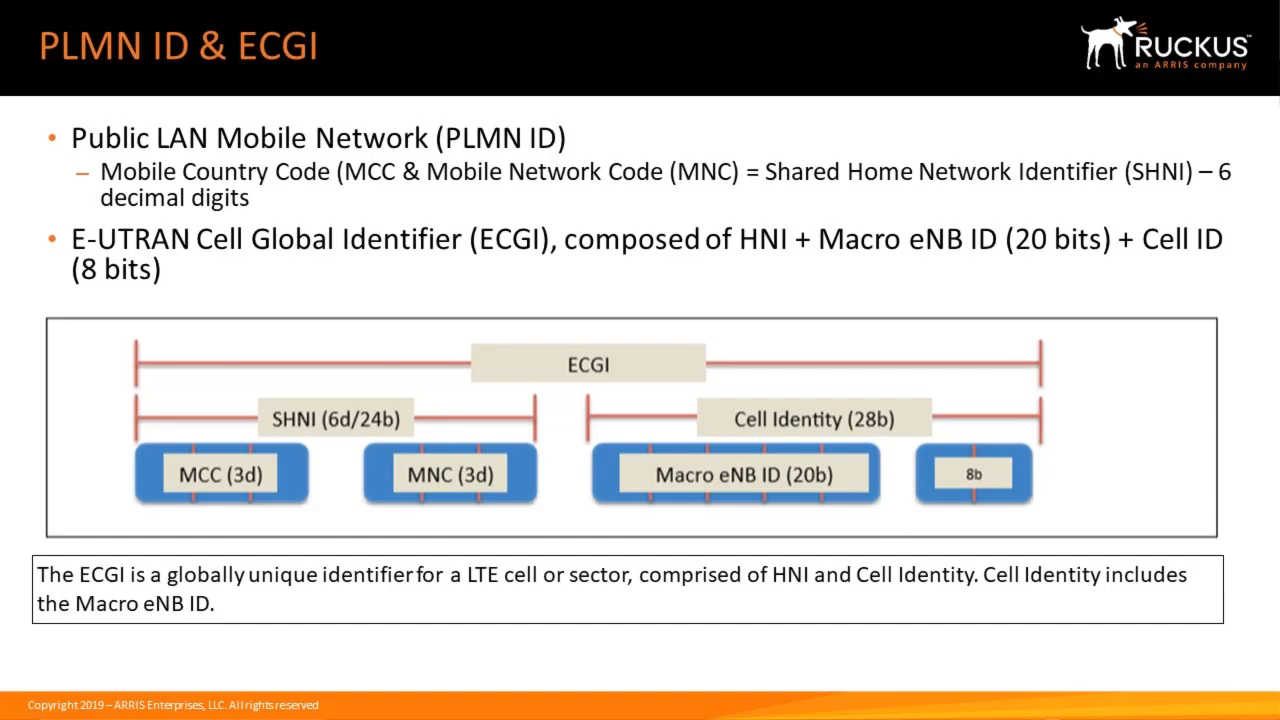 PLMN ID & ECGI
RUCKUS™
an ARRIS company
• Public LAN Mobile Network (PLMN ID)
– Mobile Country Code (MCC & Mobile Network Code (MNC) = Shared Home Network Identifier (SHNI) – 6
decimal digits
• E-UTRAN Cell Global Identifier (ECGI), composed of HNI + Macro eNB ID (20 bits) + Cell ID
(8 bits)
ECGI
SHNI (6d/24b)
Cell Identity (28b)
MCC (3d)
MNC (3d)
Macro eNB ID (20b)
8b
The ECGI is a globally unique identifier for a LTE cell or sector, comprised of HNI and Cell Identity. Cell Identity includes
the Macro eNB ID.
Copyright 2019 – ARRIS Enterprises, LLC. All rights reserved